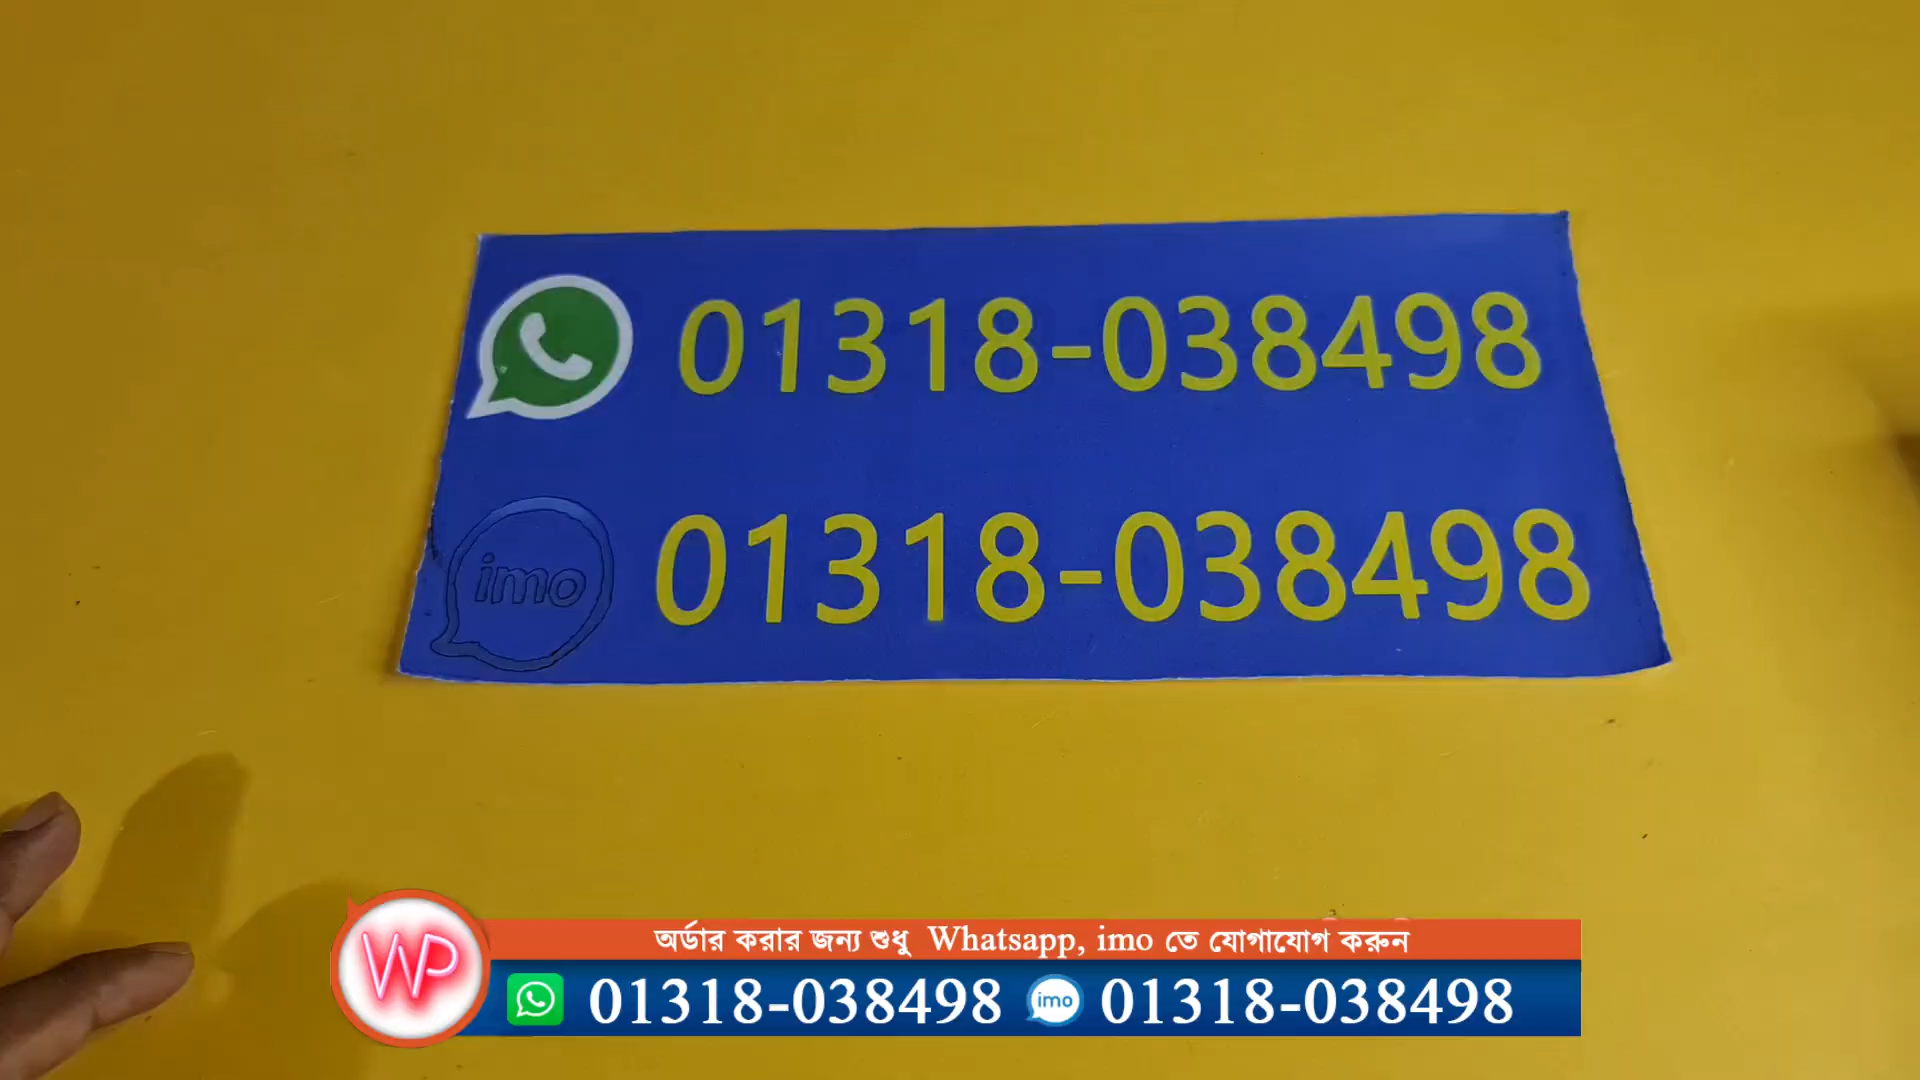 01318-038498
imo 01318-038498
WP
অর্ডার করার জন্য শুধু Whatsapp, imo তে যোগাযোগ করুন
01318-038498 imo 01318-038498